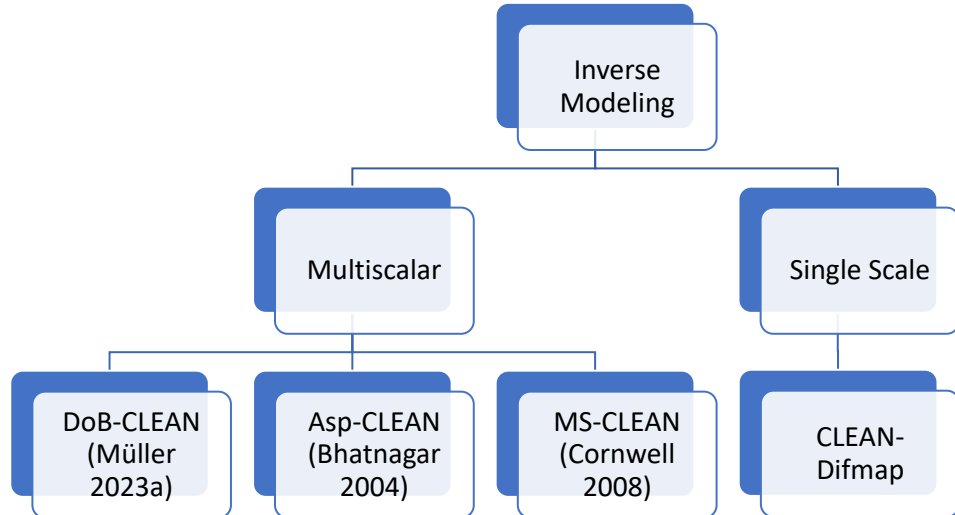 Inverse
Modeling
Multiscalar
Single Scale
DoB-CLEAN
(Müller
2023a)
Asp-CLEAN
(Bhatnagar
2004)
MS-CLEAN
(Cornwell
2008)
CLEAN-
Difmap